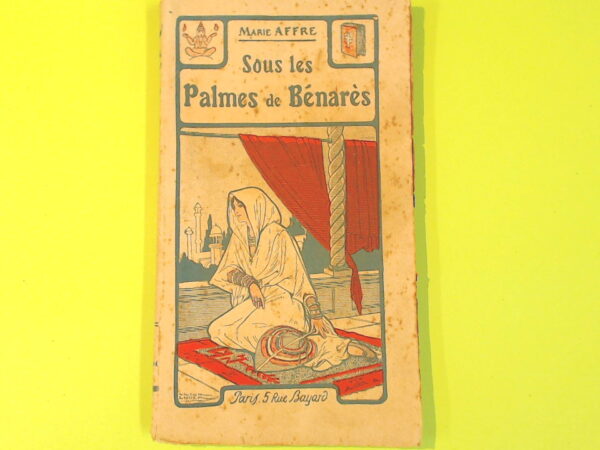 MARIE AFFRE
Sous les
Palmes de Bénarès
Paris. 5 Rue Bayard